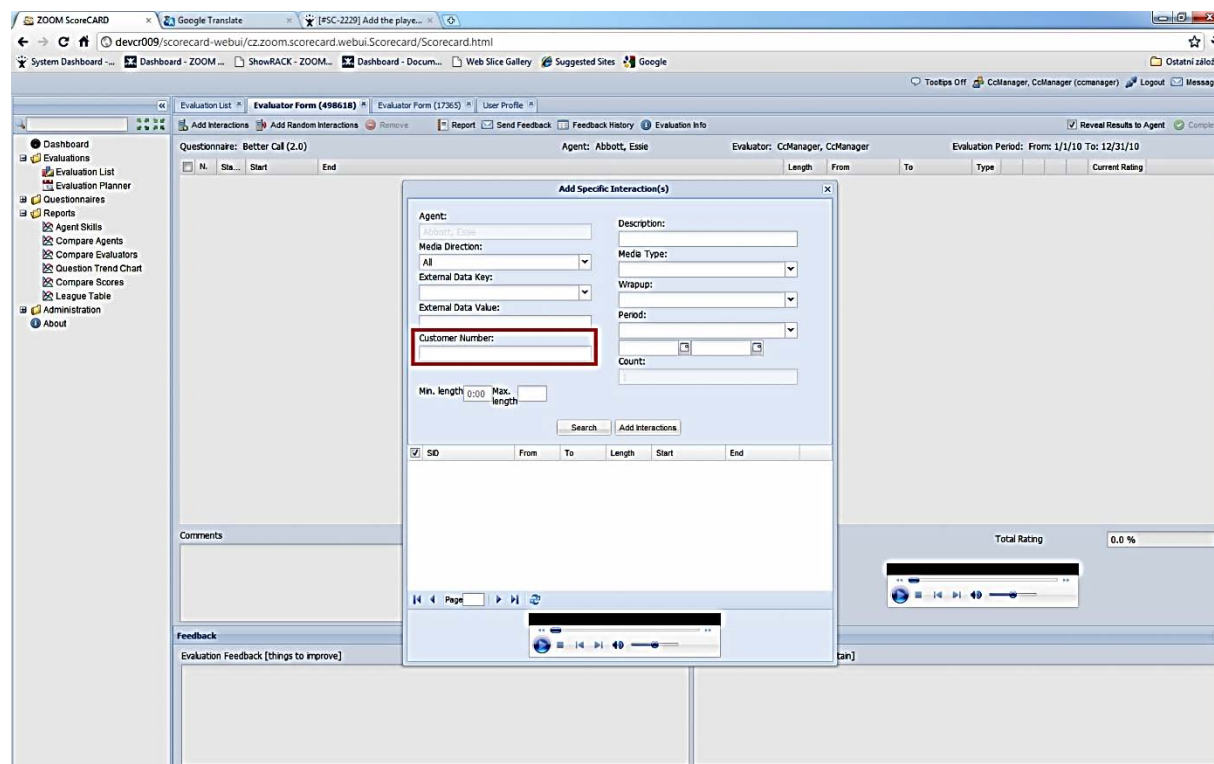 ZOOM ScoreCARD
Google Translate
[#SC-2229] Add the playe...
devcr009/scorecard-webui/cz.zoom.scorecard.webui.Scorecard/Scorecard.html
System Dashboard -... Dashboard - ZOOM ... ShowRACK - ZOOM... Dashboard - Docum... Web Slice Gallery Suggested Sites Google Ostatní zálož
Tooltips Off CcManager, CcManager (ccmanager) Logout Messag
Evaluation List Evaluator Form (498618) Evaluator Form (17365) User Profile
Add Interactions Add Random Interactions Remove Report Send Feedback Feedback History Evaluation Info Reveal Results to Agent Comple
Questionnaire: Better Call (2.0) Agent: Abbott, Essie Evaluator: CcManager, CcManager Evaluation Period: From: 1/1/10 To: 12/31/10
N. Sta... Start End Length From To Type Current Rating
Dashboard
Evaluations
Evaluation List
Evaluation Planner
Questionnaires
Reports
Agent Skills
Compare Agents
Compare Evaluators
Question Trend Chart
Compare Scores
League Table
Administration
About
Add Specific Interaction(s)
Agent:
Abbott, Essie
Media Direction:
All
External Data Key:
External Data Value:
Customer Number:
Min. length 0:00 Max. length
Description:
Media Type:
Wrapup:
Period:
Count:
Search Add Interactions
SID From To Length Start End
Page
Comments
Total Rating 0.0 %
Feedback
Evaluation Feedback [things to improve]
tain]